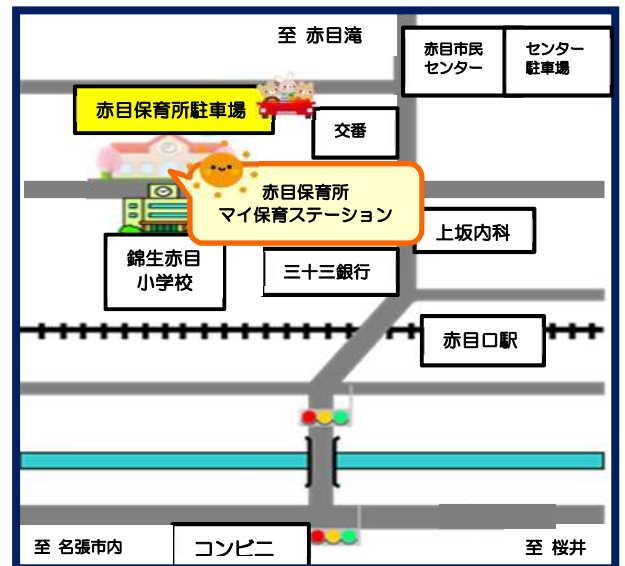 至 赤目滝
赤目市民
センター
センター
駐車場
赤目保育所駐車場
交番
赤目保育所
マイ保育ステーション
上坂内科
錦生赤目
小学校
三十三銀行
赤目口駅
至 名張市内
コンビニ
至 桜井